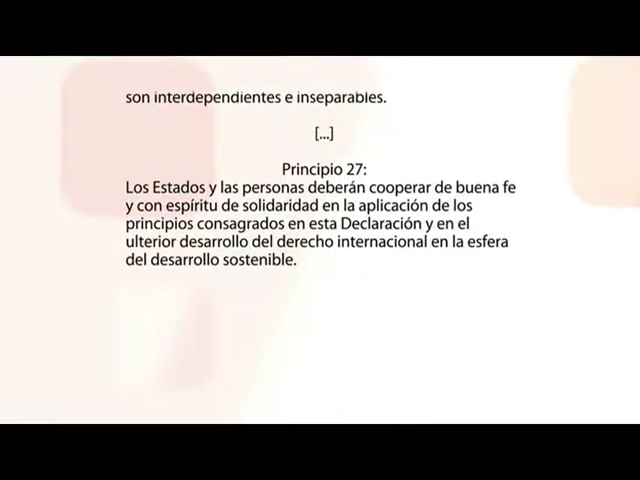 son interdependientes e inseparables.
[...]
Principio 27:
Los Estados y las personas deberán cooperar de buena fe
y con espíritu de solidaridad en la aplicación de los
principios consagrados en esta Declaración y en el
ulterior desarrollo del derecho internacional en la esfera
del desarrollo sostenible.